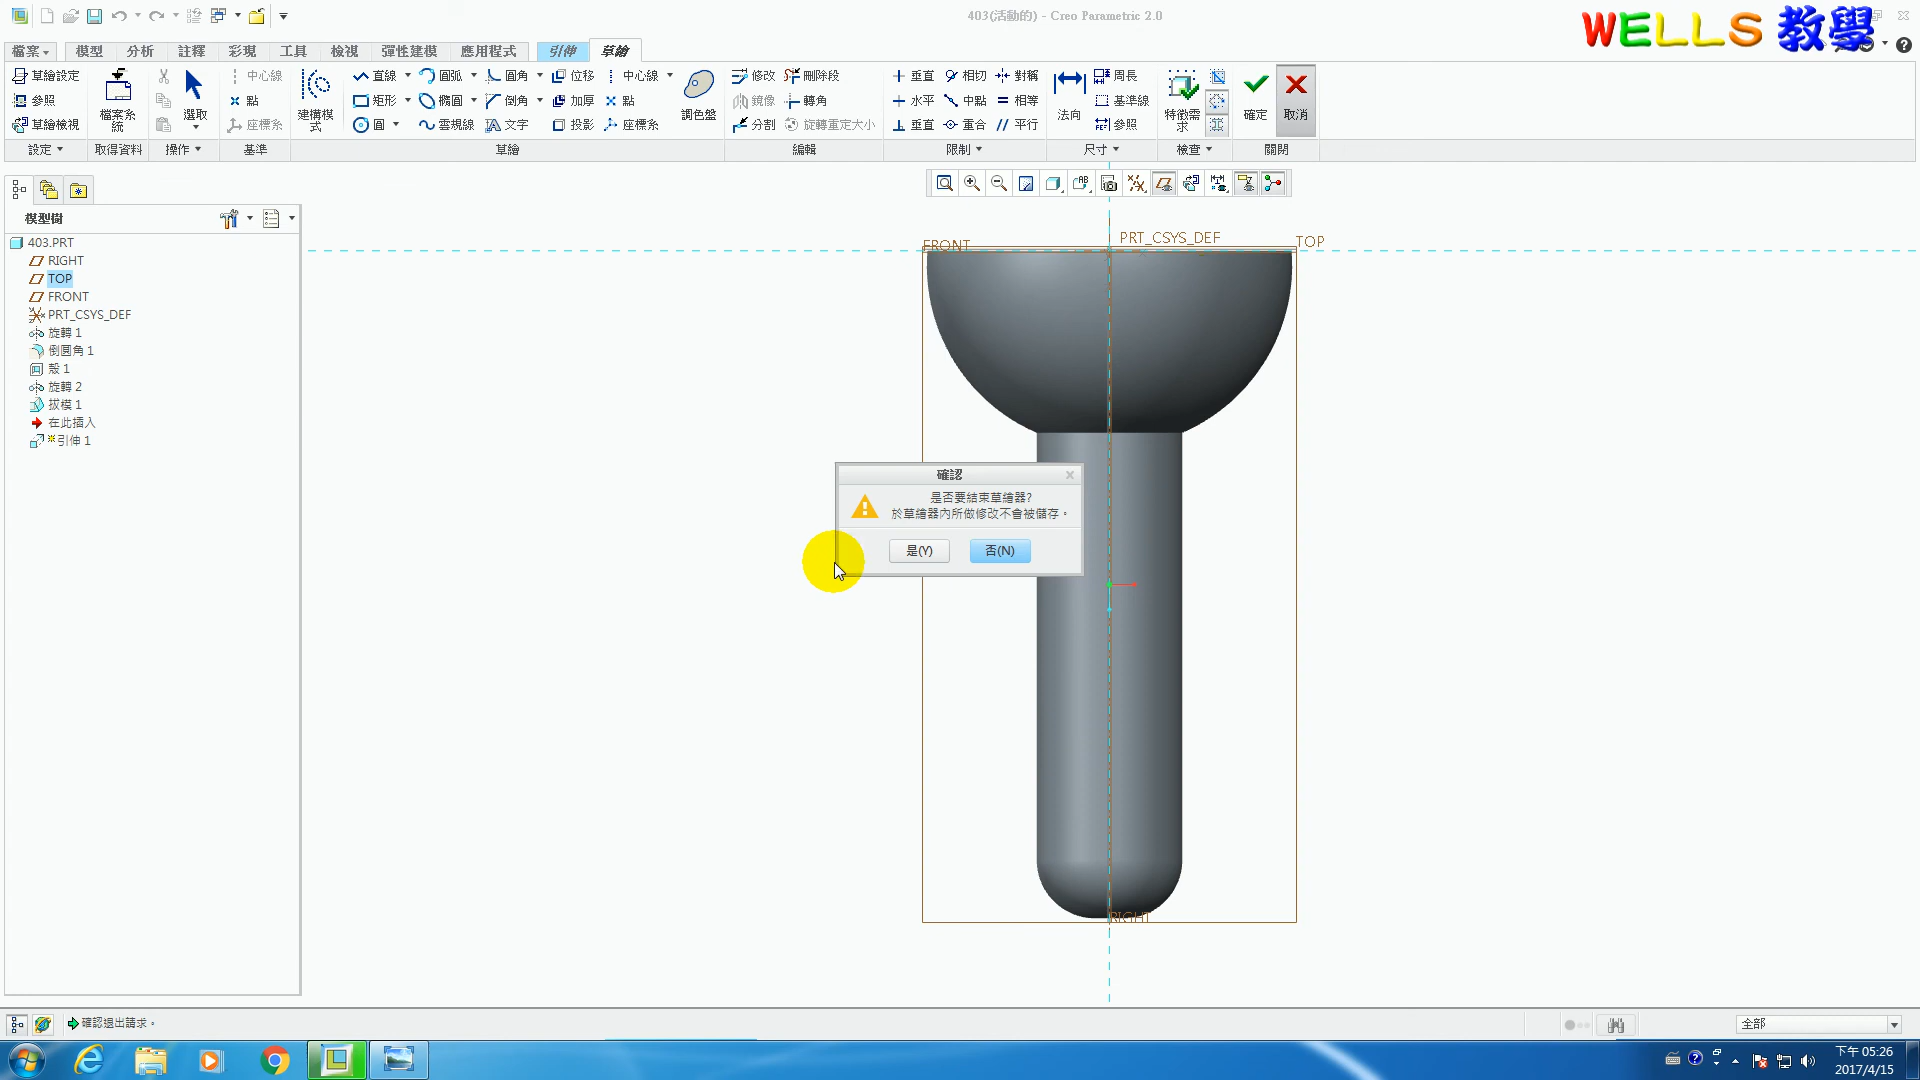 403(活動的) - Creo Parametric 2.0
WELLS 教學
檔案 模型 分析 註釋 彩現 工具 檢視 彈性建模 應用程式 引伸 草繪
草繪設定 中心線 直線 圓弧 圓角 位移 中心線 修改 刪除段 垂直 相切 對稱 周長
參照 點 矩形 橢圓 倒角 加厚 點 鏡像 轉角 水平 中點 相等 基準線
草繪檢視 座標系 圓 雲規線 文字 投影 座標系 分割 旋轉重定大小 垂直 重合 平行 參照
檔案系統
選取
建構模式
調色盤
法向
特徵需求
確定
取消
設定 取得資料 操作 基準 草繪 編輯 限制 尺寸 檢查 關閉
模型樹
403.PRT
RIGHT
TOP
FRONT
PRT_CSYS_DEF
旋轉 1
倒圓角 1
殼 1
旋轉 2
拔模 1
在此插入
引伸 1
FRONT
PRT_CSYS_DEF
TOP
確認
是否要結束草繪器?
於草繪器內所做修改不會被儲存。
是(Y) 否(N)
RIGHT
確認退出請求。
全部
下午 05:26
2017/4/15